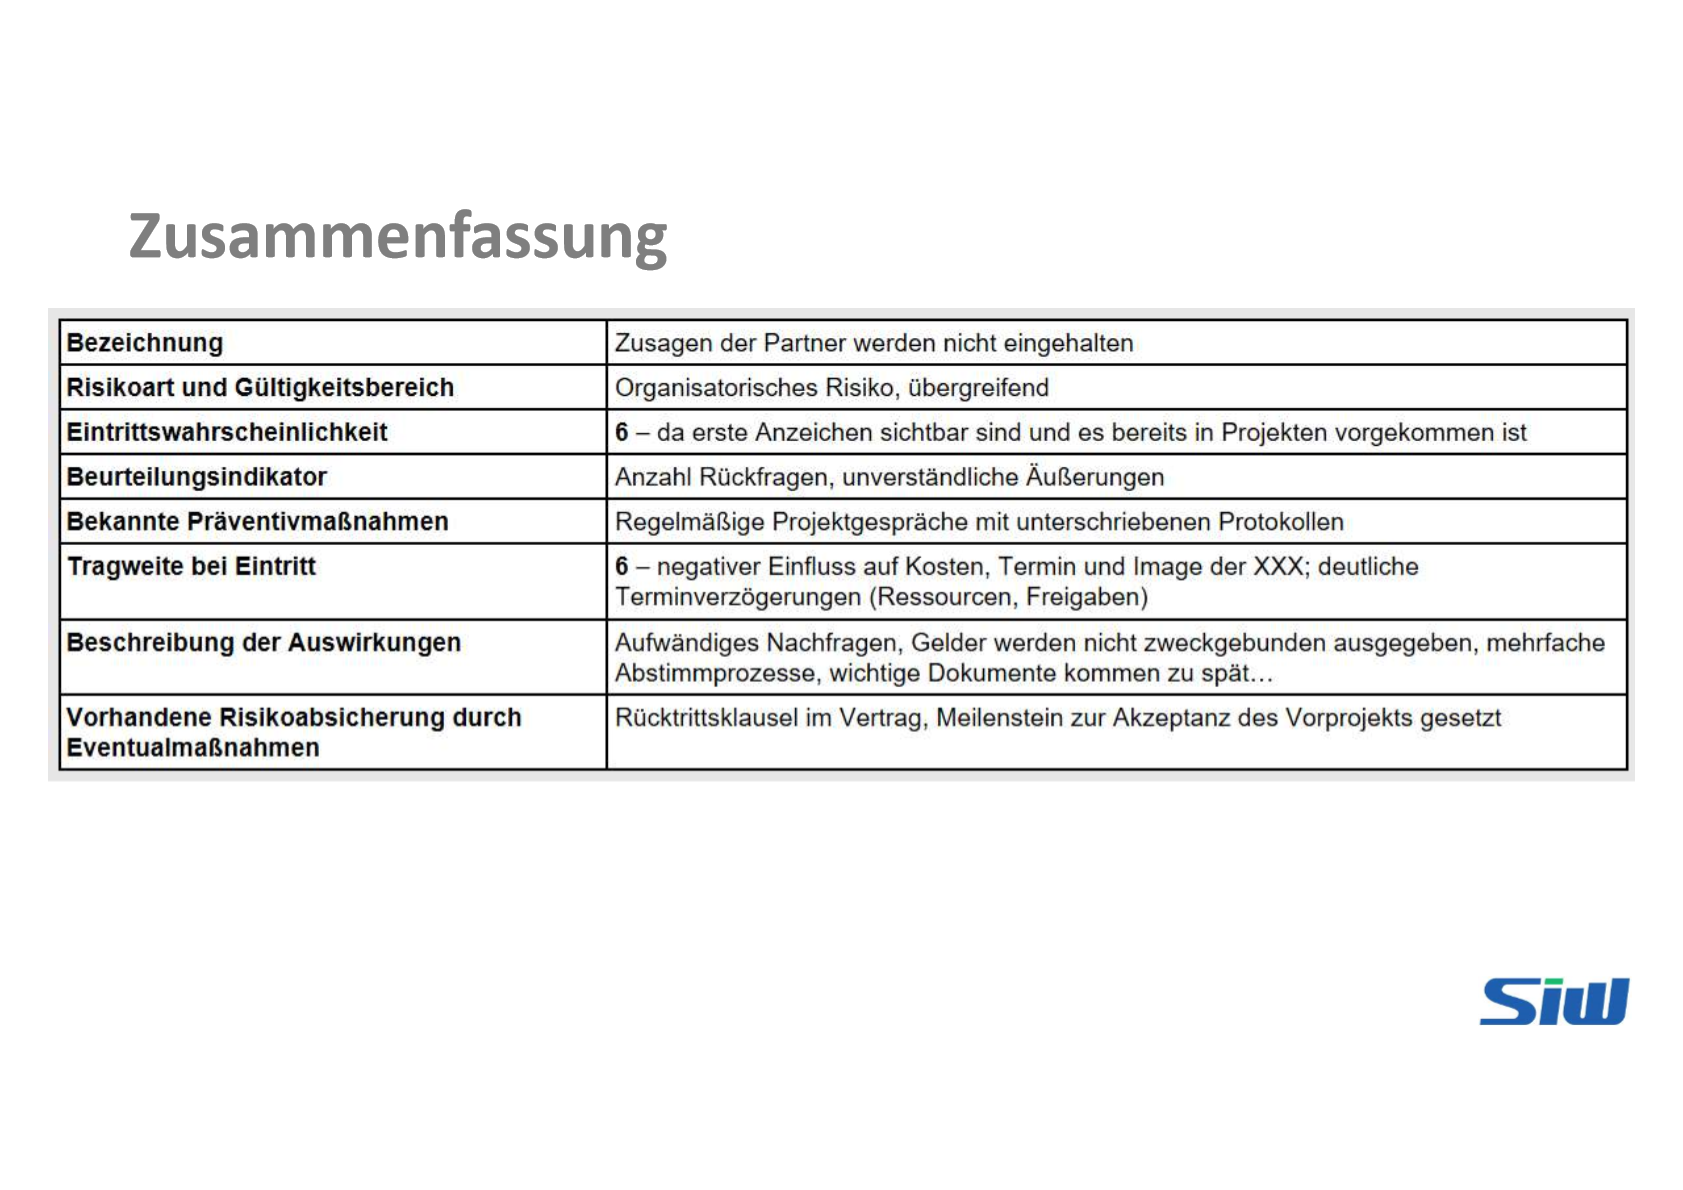 Zusammenfassung
Bezeichnung
Zusagen der Partner werden nicht eingehalten
Risikoart und Gültigkeitsbereich
Organisatorisches Risiko, übergreifend
Eintrittswahrscheinlichkeit
6 – da erste Anzeichen sichtbar sind und es bereits in Projekten vorgekommen ist
Beurteilungsindikator
Anzahl Rückfragen, unverständliche Äußerungen
Bekannte Präventivmaßnahmen
Regelmäßige Projektgespräche mit unterschriebenen Protokollen
Tragweite bei Eintritt
6 – negativer Einfluss auf Kosten, Termin und Image der XXX; deutliche
Terminverzögerungen (Ressourcen, Freigaben)
Beschreibung der Auswirkungen
Aufwändiges Nachfragen, Gelder werden nicht zweckgebunden ausgegeben, mehrfache
Abstimmprozesse, wichtige Dokumente kommen zu spät…
Vorhandene Risikoabsicherung durch
Eventualmaßnahmen
Rücktrittsklausel im Vertrag, Meilenstein zur Akzeptanz des Vorprojekts gesetzt
Siw